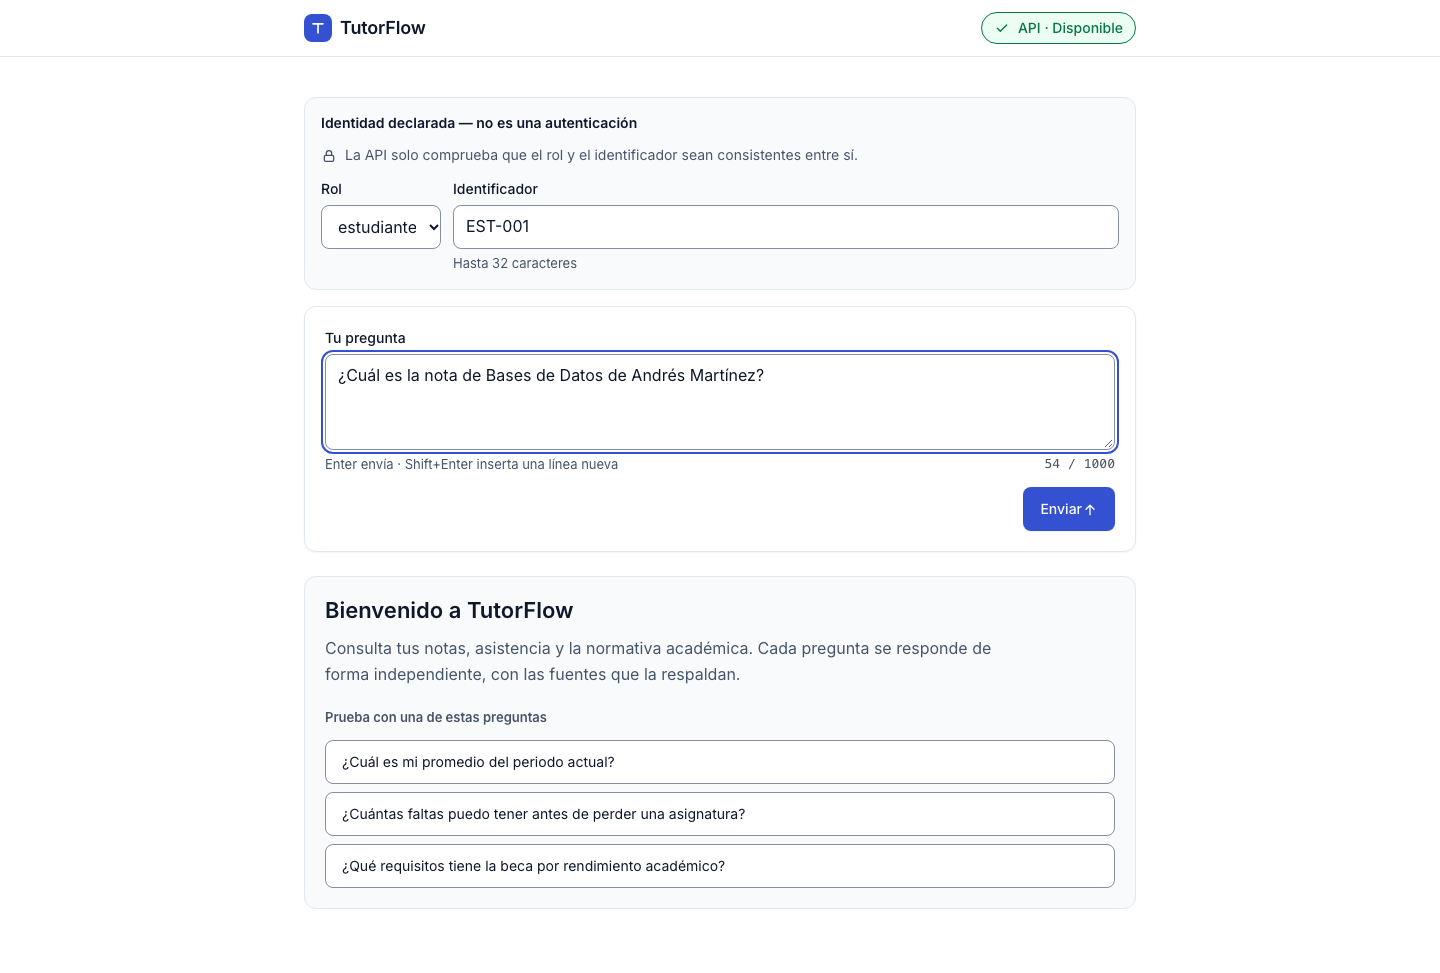 T TutorFlow
API · Disponible
Identidad declarada — no es una autenticación
La API solo comprueba que el rol y el identificador sean consistentes entre sí.
Rol
Identificador
estudiante
EST-001
Hasta 32 caracteres
Tu pregunta
¿Cuál es la nota de Bases de Datos de Andrés Martínez?
Enter envía · Shift+Enter inserta una línea nueva
54 / 1000
Enviar↑
Bienvenido a TutorFlow
Consulta tus notas, asistencia y la normativa académica. Cada pregunta se responde de
forma independiente, con las fuentes que la respaldan.
Prueba con una de estas preguntas
¿Cuál es mi promedio del periodo actual?
¿Cuántas faltas puedo tener antes de perder una asignatura?
¿Qué requisitos tiene la beca por rendimiento académico?